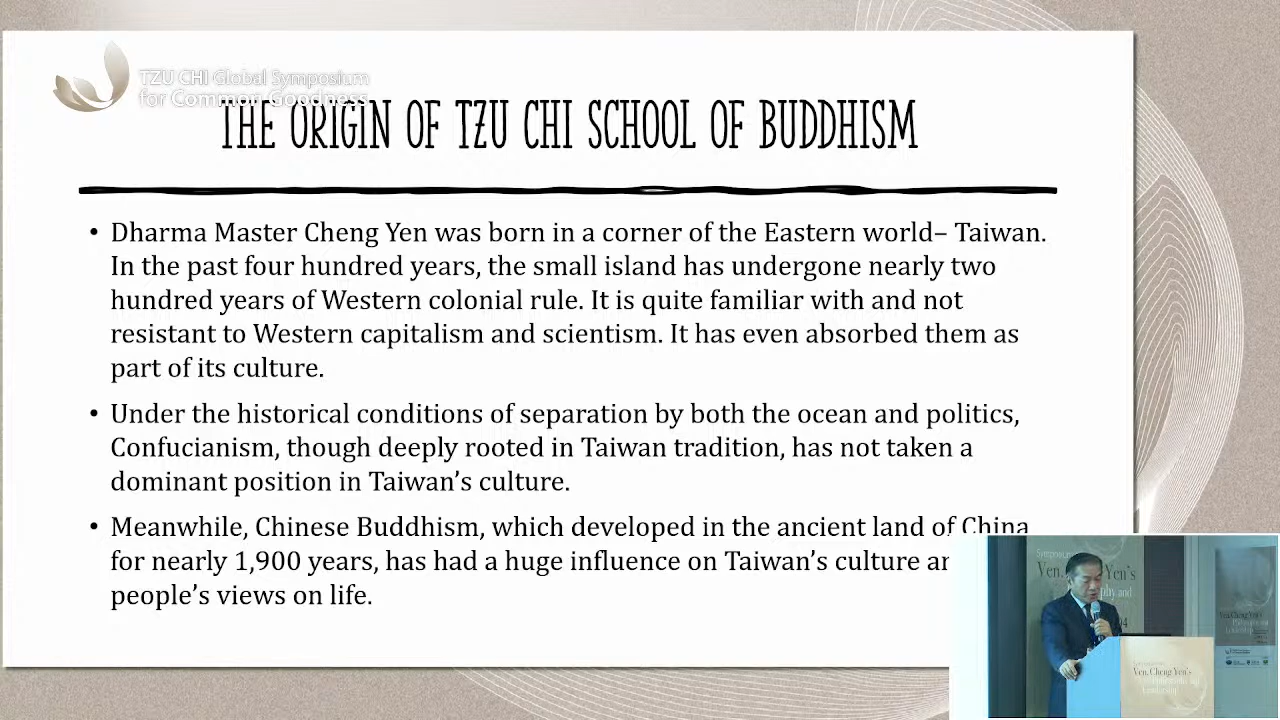 TZU CHI Global Symposium
for Common Goodness
THE ORIGIN OF TZU CHI SCHOOL OF BUDDHISM
• Dharma Master Cheng Yen was born in a corner of the Eastern world– Taiwan.
In the past four hundred years, the small island has undergone nearly two
hundred years of Western colonial rule. It is quite familiar with and not
resistant to Western capitalism and scientism. It has even absorbed them as
part of its culture.
• Under the historical conditions of separation by both the ocean and politics,
Confucianism, though deeply rooted in Taiwan tradition, has not taken a
dominant position in Taiwan’s culture.
• Meanwhile, Chinese Buddhism, which developed in the ancient land of China
for nearly 1,900 years, has had a huge influence on Taiwan’s culture
people’s views on life.
Ven. Yen's
Ven. Cheng Yen's